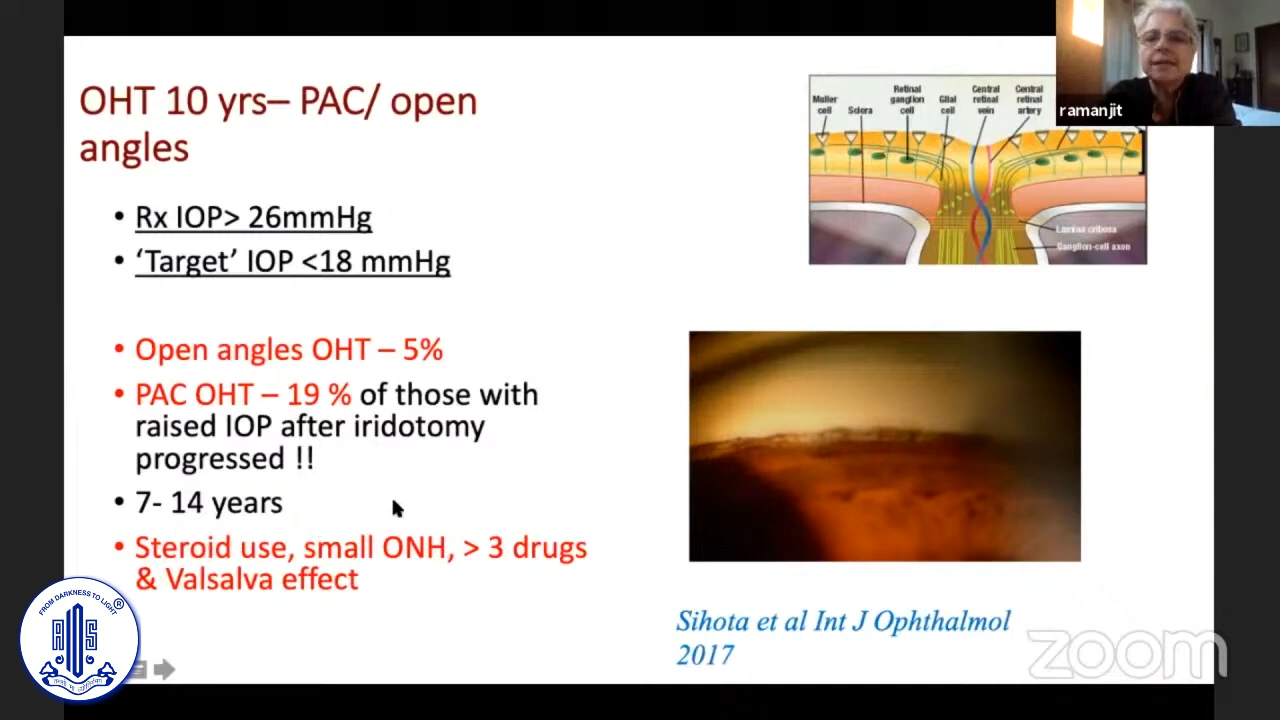 OHT 10 yrs– PAC/ open
angles
• Rx IOP> 26mmHg
• ‘Target’ IOP <18 mmHg
• Open angles OHT – 5%
• PAC OHT – 19 % of those with
raised IOP after iridotomy
progressed !!
• 7- 14 years
• Steroid use, small ONH, > 3 drugs
& Valsalva effect
Muller
cell
Sclera
Retinal
ganglion
cell
Glial
cell
Central
retinal
vein
Central
retinal
artery
Lamina cribosa
Ganglion-cell axon
ramanjit
Sihota et al Int J Ophthalmol
2017
FROM DARKNESS TO LIGHT
®
zoom